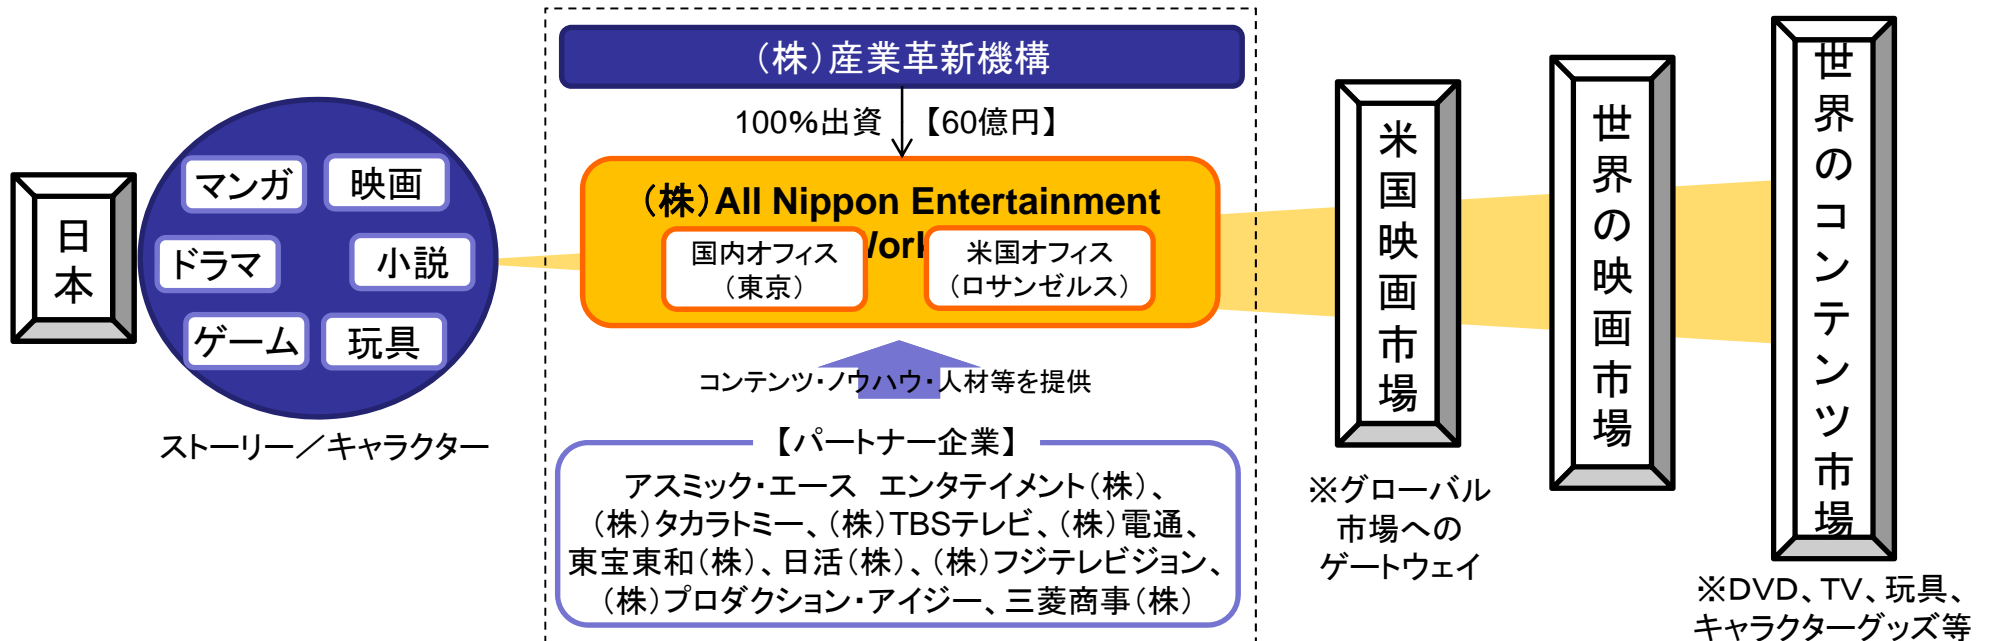 日本
マンガ
映画
ドラマ
小説
ゲーム
玩具
ストーリー／キャラクター
(株)産業革新機構
100%出資
【60億円】
(株)All Nippon Entertainment
Work
国内オフィス
(東京)
米国オフィス
(ロサンゼルス)
コンテンツ・ノウハウ・人材等を提供
【パートナー企業】
アスミック・エース　エンタテイメント(株)、
(株)タカラトミー、(株)TBSテレビ、(株)電通、
東宝東和(株)、日活(株)、(株)フジテレビジョン、
(株)プロダクション・アイジー、三菱商事(株)
米国映画市場
※グローバル
市場への
ゲートウェイ
世界の映画市場
世界のコンテンツ市場
※DVD、TV、玩具、
キャラクターグッズ等